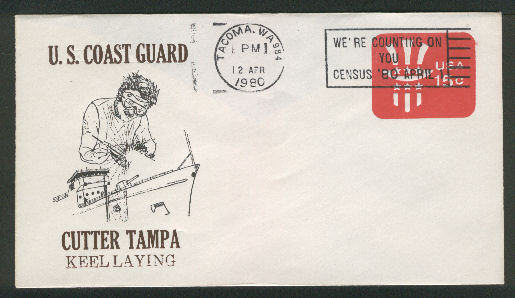 U. S. COAST GUARD
TACOMA, WA 984
PM
12 APR
1980
WE'RE COUNTING ON
YOU
CENSUS '80 APRIL 1
USA
15c
CUTTER TAMPA
KEEL LAYING